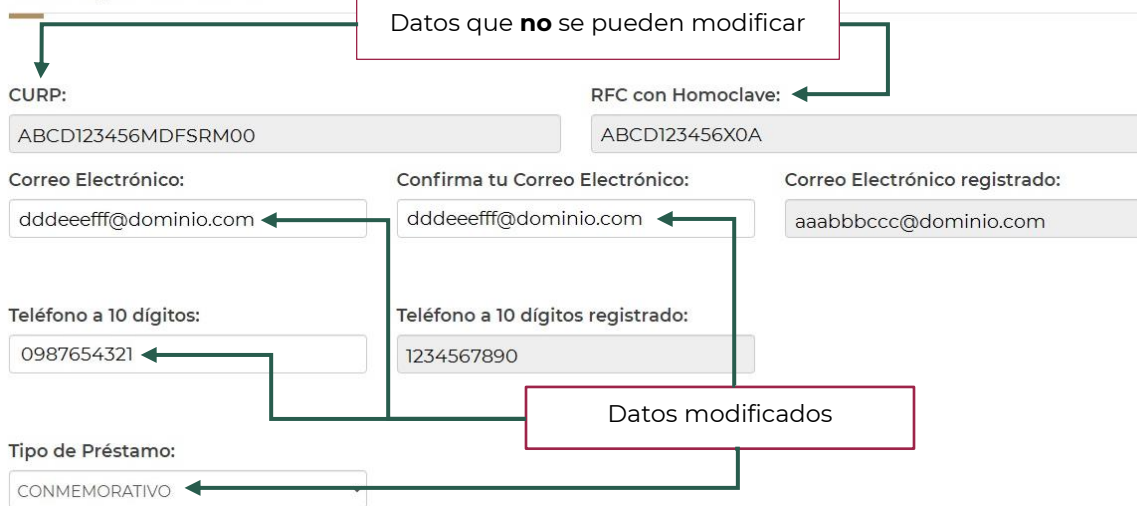 Datos que no se pueden modificar
CURP:
RFC con Homoclave:
ABCD123456MDFSRM00
ABCD123456X0A
Correo Electrónico:
Confirma tu Correo Electrónico:
Correo Electrónico registrado:
dddeeefff@dominio.com
dddeeefff@dominio.com
aaabbbccc@dominio.com
Teléfono a 10 dígitos:
Teléfono a 10 dígitos registrado:
0987654321
1234567890
Datos modificados
Tipo de Préstamo:
CONMEMORATIVO